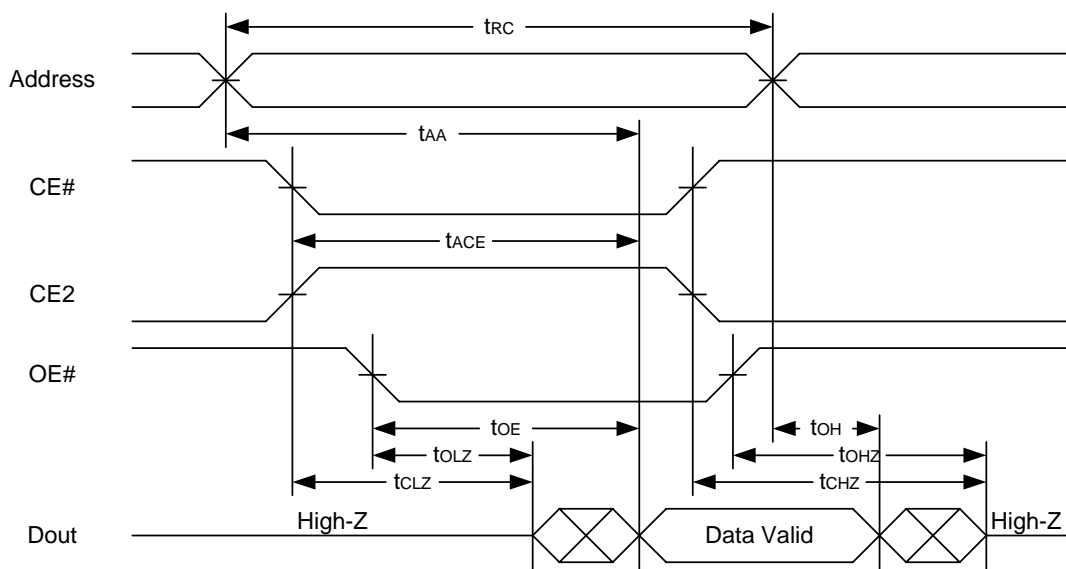 tRC
Address
tAA
CE#
tACE
CE2
OE#
tOE
tOH
tOLZ
tOHZ
tCLZ
tCHZ
High-Z
Data Valid
High-Z
Dout